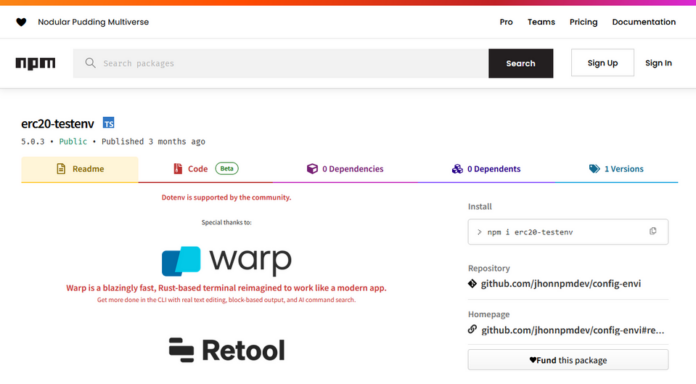 Nodular Pudding Multiverse
Pro Teams Pricing Documentation
npm
Search packages
Search
Sign Up
Sign In
erc20-testenv TS
5.0.3 • Public • Published 3 months ago
Readme
Code Beta
0 Dependencies
0 Dependents
1 Versions
Dotenv is supported by the community.
Special thanks to:
warp
Warp is a blazingly fast, Rust-based terminal reimagined to work like a modern app.
Get more done in the CLI with real text editing, block-based output, and AI command search.
Retool
Install
> npm i erc20-testenv
Repository
github.com/jhonnpmdev/config-envi
Homepage
github.com/jhonnpmdev/config-envi#re...
Fund this package